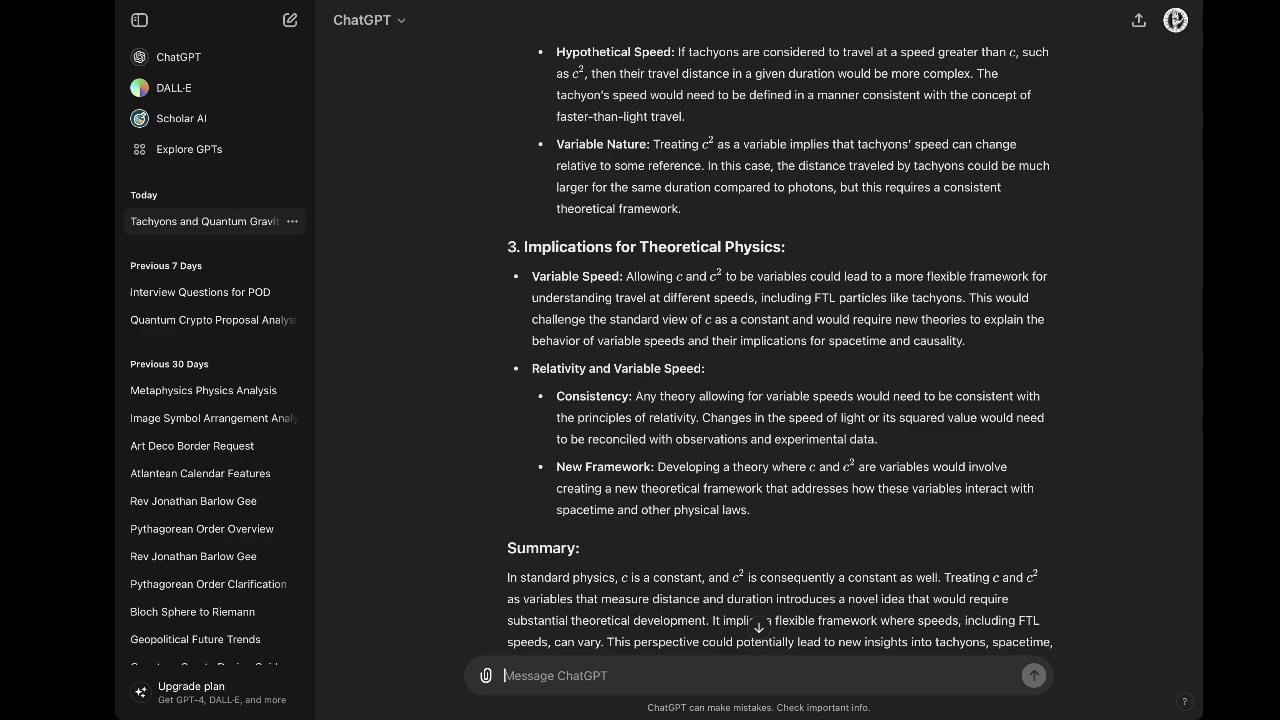 ChatGPT
ChatGPT
DALL·E
Scholar AI
Explore GPTs
Today
Tachyons and Quantum Gravit
Previous 7 Days
Interview Questions for POD
Quantum Crypto Proposal Analysi
Previous 30 Days
Metaphysics Physics Analysis
Image Symbol Arrangement Analy
Art Deco Border Request
Atlantean Calendar Features
Rev Jonathan Barlow Gee
Pythagorean Order Overview
Rev Jonathan Barlow Gee
Pythagorean Order Clarification
Bloch Sphere to Riemann
Geopolitical Future Trends
Upgrade plan
Get GPT-4, DALL·E, and more
• Hypothetical Speed: If tachyons are considered to travel at a speed greater than c, such
as c², then their travel distance in a given duration would be more complex. The
tachyon's speed would need to be defined in a manner consistent with the concept of
faster-than-light travel.
• Variable Nature: Treating c² as a variable implies that tachyons' speed can change
relative to some reference. In this case, the distance traveled by tachyons could be much
larger for the same duration compared to photons, but this requires a consistent
theoretical framework.
3. Implications for Theoretical Physics:
• Variable Speed: Allowing c and c² to be variables could lead to a more flexible framework for
understanding travel at different speeds, including FTL particles like tachyons. This would
challenge the standard view of c as a constant and would require new theories to explain the
behavior of variable speeds and their implications for spacetime and causality.
• Relativity and Variable Speed:
• Consistency: Any theory allowing for variable speeds would need to be consistent with
the principles of relativity. Changes in the speed of light or its squared value would need
to be reconciled with observations and experimental data.
• New Framework: Developing a theory where c and c² are variables would involve
creating a new theoretical framework that addresses how these variables interact with
spacetime and other physical laws.
Summary:
In standard physics, c is a constant, and c² is consequently a constant as well. Treating c and c²
as variables that measure distance and duration introduces a novel idea that would require
substantial theoretical development. It impli a flexible framework where speeds, including FTL
speeds, can vary. This perspective could potentially lead to new insights into tachyons, spacetime,
Message ChatGPT
ChatGPT can make mistakes. Check important info.
?